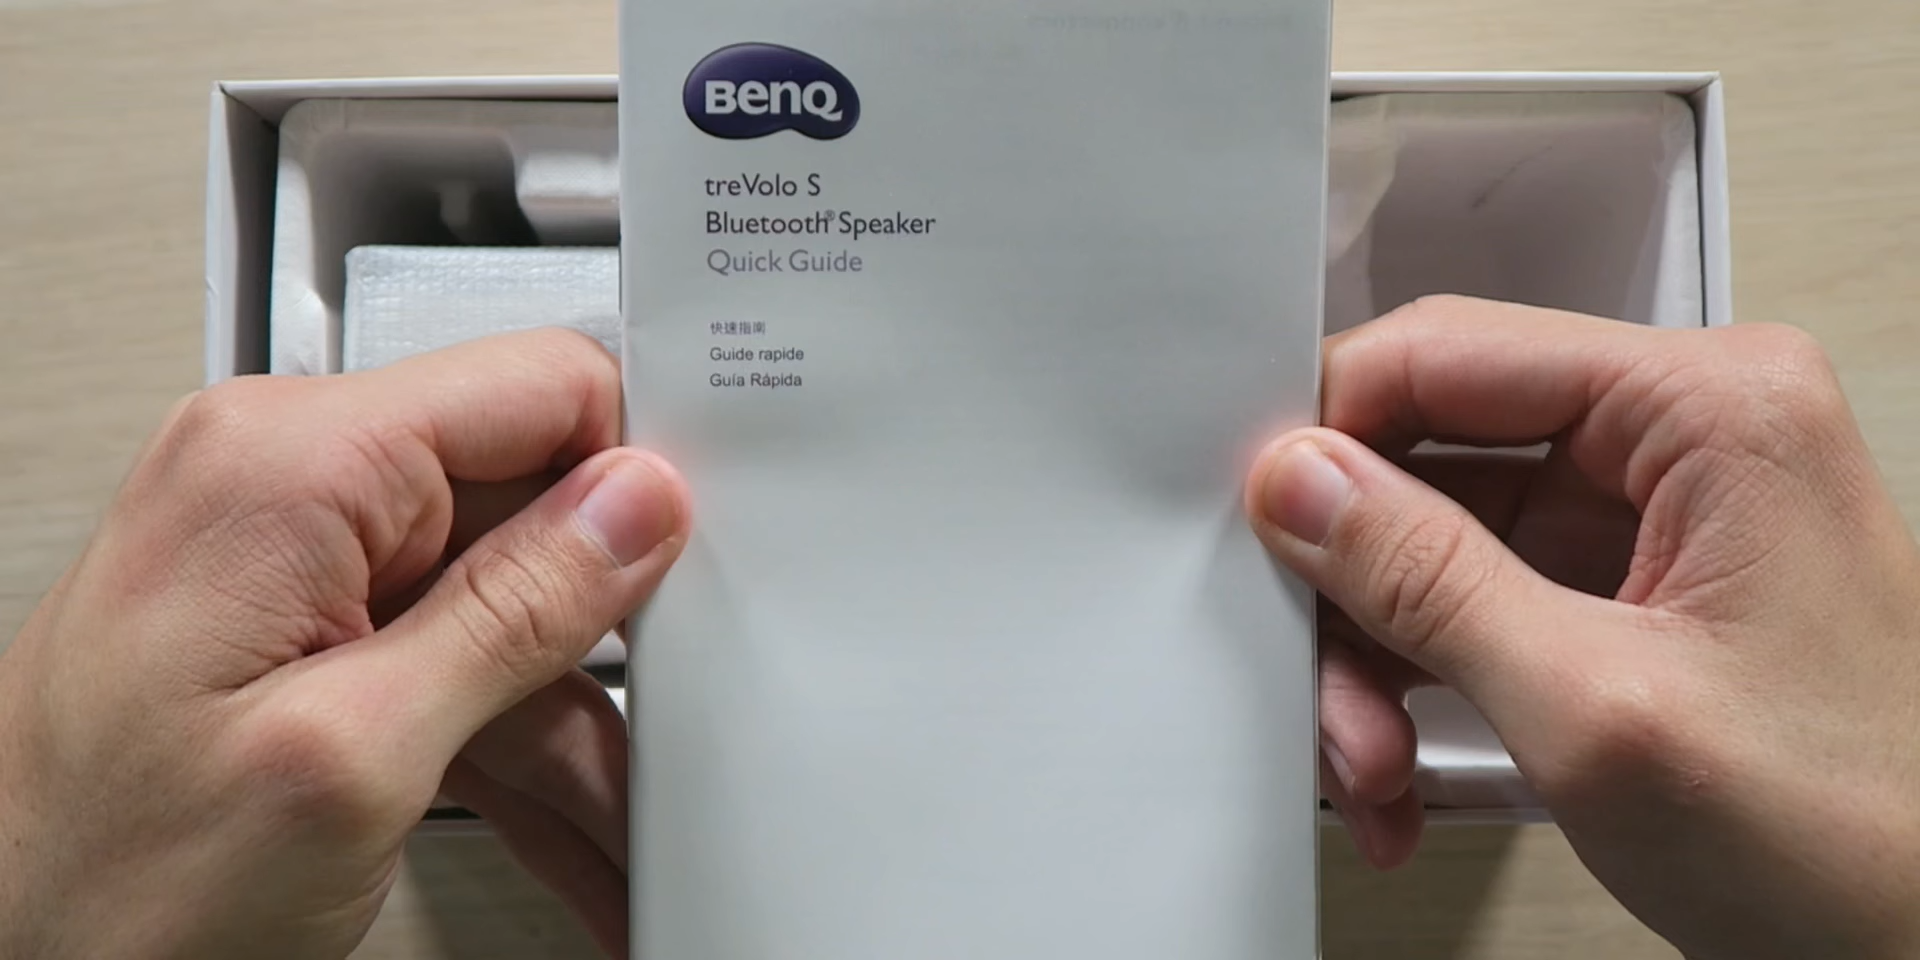 BenQ
treVolo S
Bluetooth® Speaker
Quick Guide
快速指南
Guide rapide
Guía Rápida